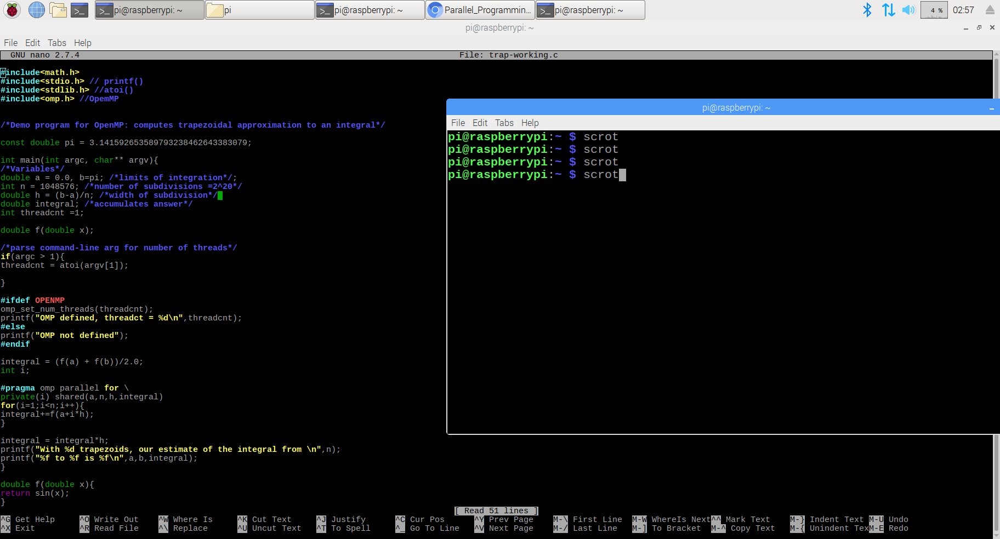 pi@raspberrypi: ~
pi
pi@raspberrypi: ~
Parallel_Programmin...
pi@raspberrypi: ~
4 %
02:57
pi@raspberrypi: ~
File Edit Tabs Help
GNU nano 2.7.4 File: trap-working.c
#include<math.h>
#include<stdio.h> // printf()
#include<stdlib.h> //atoi()
#include<omp.h> //OpemMP
/*Demo program for OpenMP: computes trapezoidal approximation to an integral*/
const double pi = 3.141592653589793238462643383079;
int main(int argc, char** argv){
/*Variables*/
double a = 0.0, b=pi; /*limits of integration*/;
int n = 1048576; /*number of subdivisions =2^20*/
double h = (b-a)/n; /*width of subdivision*/
double integral; /*accumulates answer*/
int threadcnt =1;
double f(double x);
/*parse command-line arg for number of threads*/
if(argc > 1){
threadcnt = atoi(argv[1]);
}
#ifdef OPENMP
omp_set_num_threads(threadcnt);
printf("OMP defined, threadct = %d\n",threadcnt);
#else
printf("OMP not defined");
#endif
integral = (f(a) + f(b))/2.0;
int i;
#pragma omp parallel for \
private(i) shared(a,n,h,integral)
for(i=1;i<n;i++){
integral+=f(a+i*h);
}
integral = integral*h;
printf("With %d trapezoids, our estimate of the integral from \n",n);
printf("%f to %f is %f\n",a,b,integral);
}
double f(double x){
return sin(x);
}
[ Read 51 lines ]
^G Get Help ^O Write Out ^W Where Is ^K Cut Text ^J Justify ^C Cur Pos ^Y Prev Page M-\ First Line M-W WhereIs Next ^^ Mark Text M-} Indent Text M-U Undo
^X Exit ^R Read File ^\ Replace ^U Uncut Text ^T To Spell ^_ Go To Line ^V Next Page M-/ Last Line M-] To Bracket M-^ Copy Text M-{ Unindent Tex M-E Redo
pi@raspberrypi: ~
File Edit Tabs Help
pi@raspberrypi:~ $ scrot
pi@raspberrypi:~ $ scrot
pi@raspberrypi:~ $ scrot
pi@raspberrypi:~ $ scrot